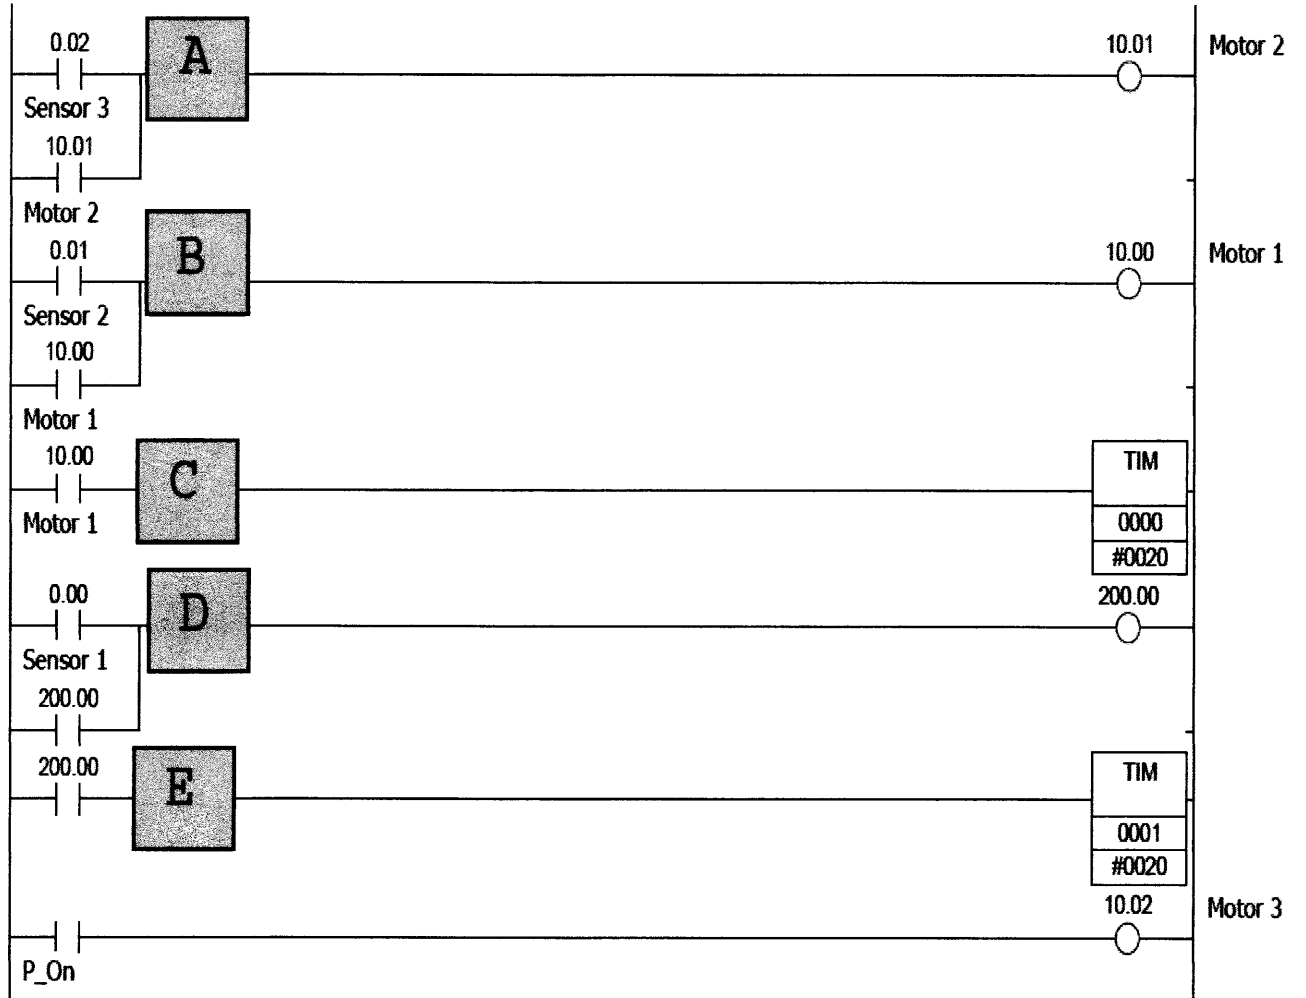 0.02
A
10.01
Motor 2
Sensor 3
10.01
Motor 2
0.01
B
10.00
Motor 1
Sensor 2
10.00
Motor 1
10.00
C
TIM
Motor 1
0000
#0020
0.00
D
200.00
Sensor 1
200.00
200.00
E
TIM
0001
#0020
10.02
Motor 3
P_On